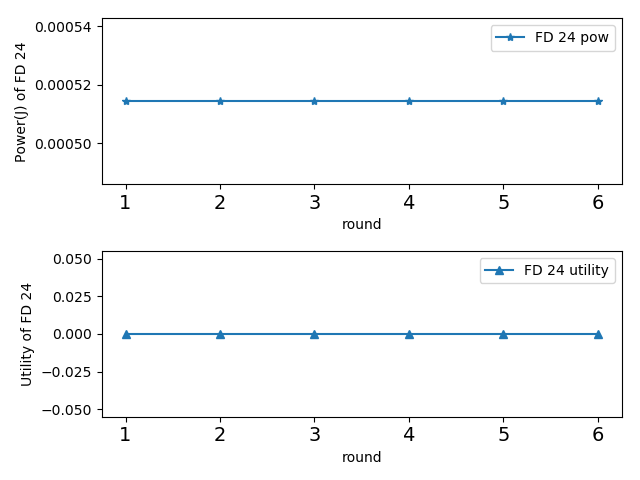 0.00054
0.00052
0.00050
Power(J) of FD 24
FD 24 pow
1 2 3 4 5 6
round
0.050
0.025
0.000
−0.025
−0.050
Utility of FD 24
FD 24 utility
1 2 3 4 5 6
round